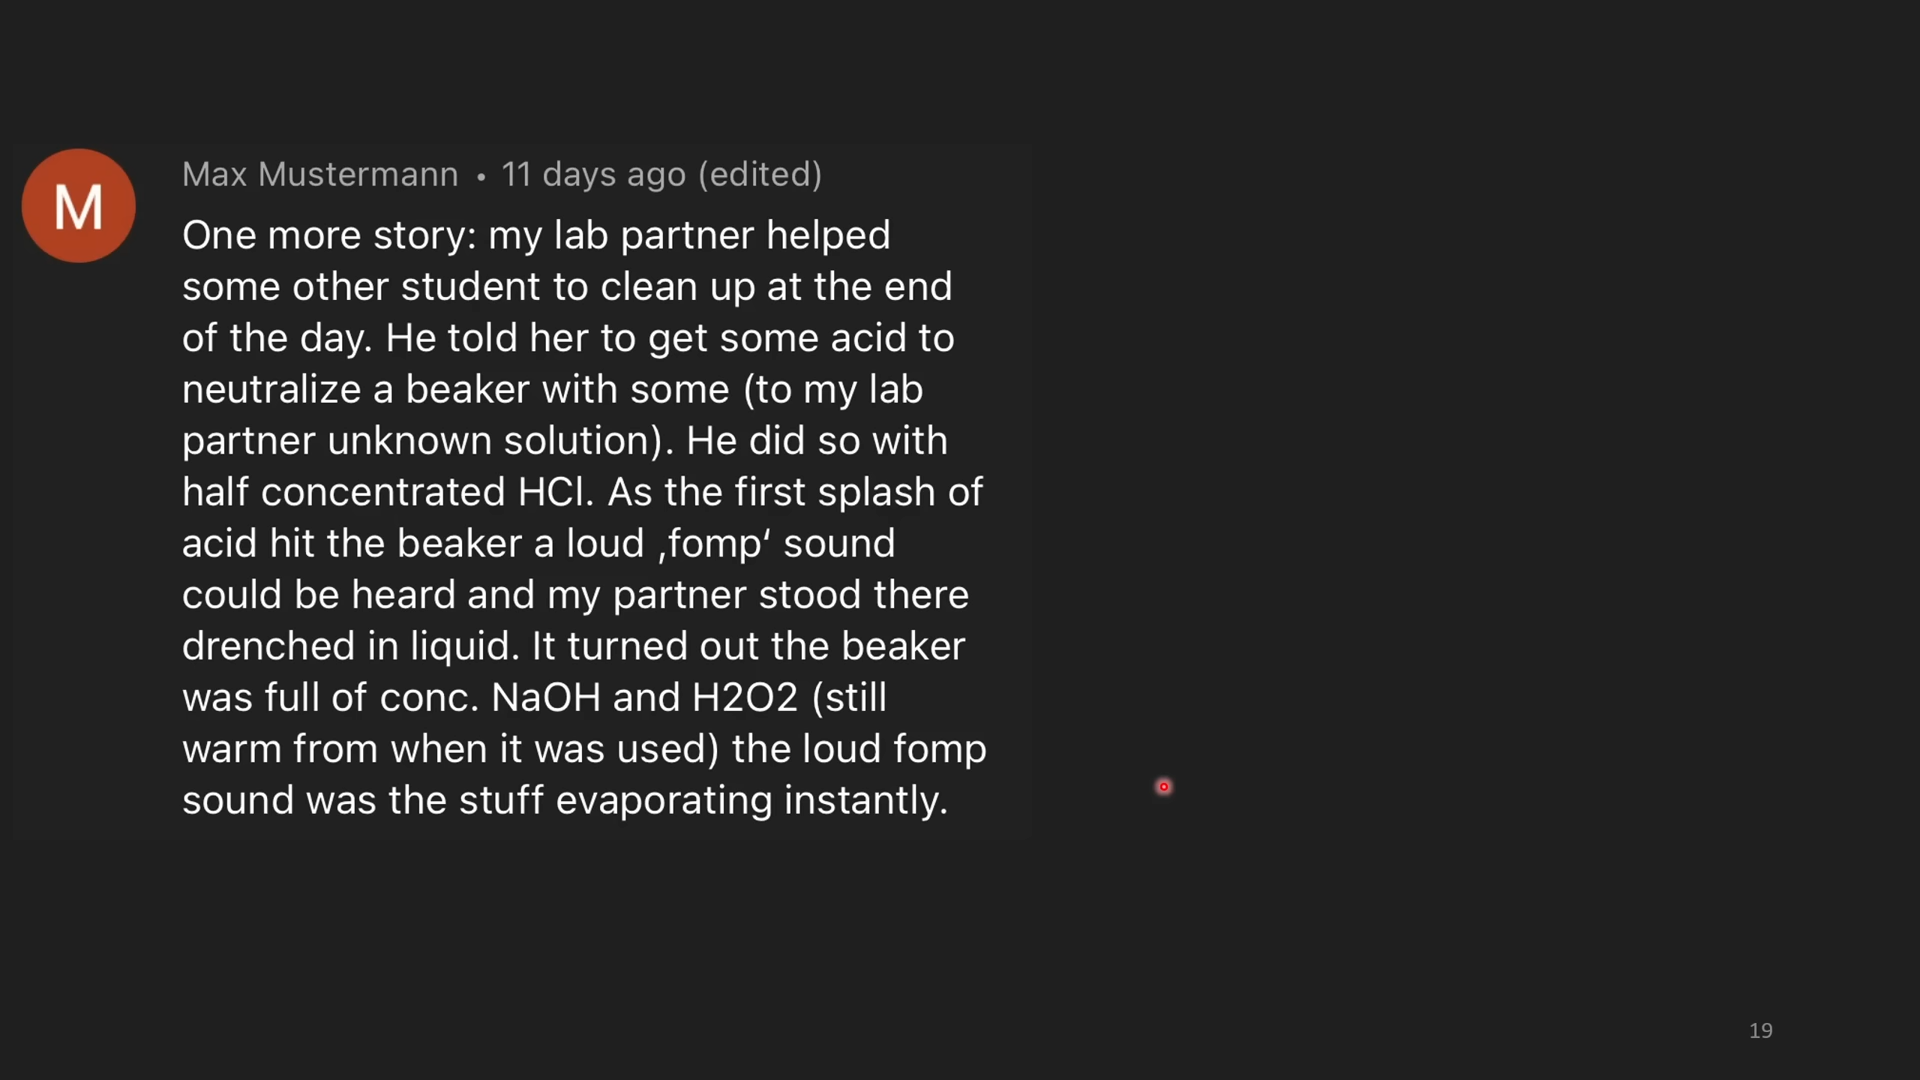 M
Max Mustermann • 11 days ago (edited)
One more story: my lab partner helped
some other student to clean up at the end
of the day. He told her to get some acid to
neutralize a beaker with some (to my lab
partner unknown solution). He did so with
half concentrated HCl. As the first splash of
acid hit the beaker a loud ‚fomp‘ sound
could be heard and my partner stood there
drenched in liquid. It turned out the beaker
was full of conc. NaOH and H2O2 (still
warm from when it was used) the loud fomp
sound was the stuff evaporating instantly.
19